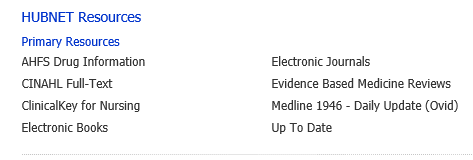 HUBNET Resources
Primary Resources
AHFS Drug Information
CINAHL Full-Text
ClinicalKey for Nursing
Electronic Books
Electronic Journals
Evidence Based Medicine Reviews
Medline 1946 - Daily Update (Ovid)
Up To Date